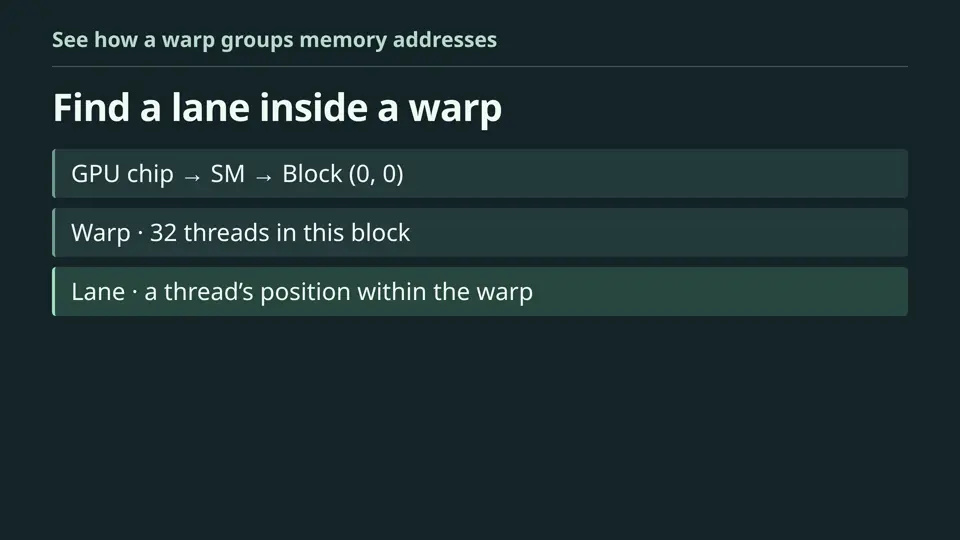 See how a warp groups memory addresses
Find a lane inside a warp
GPU chip → SM → Block (0, 0)
Warp · 32 threads in this block
Lane · a thread’s position within the warp